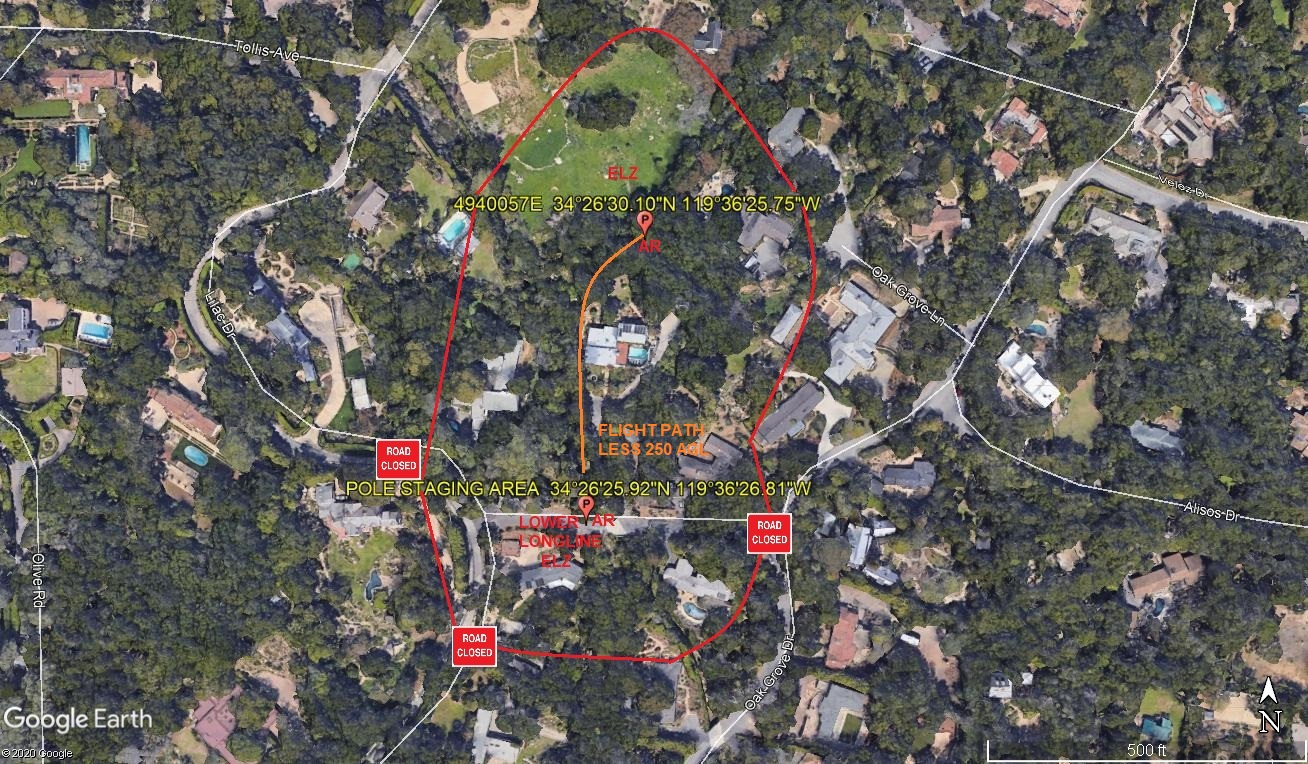 Tollis Ave
ELZ
4940057E 34°26'30.10"N 119°36'25.75"W
P
AR
Velez Dr
Oak Grove Ln
Lilac Dr
FLIGHT PATH
LESS 250 ASL
ROAD
CLOSED
POLE STAGING AREA 34°26'25.92"N 119°36'26.81"W
P
AR
LOWER
LONGLINE
ELZ
ROAD
CLOSED
Alisos Dr
Olive Rd
ROAD
CLOSED
Oak Grove Dr
Google Earth
© 2020 Google
N
500 ft